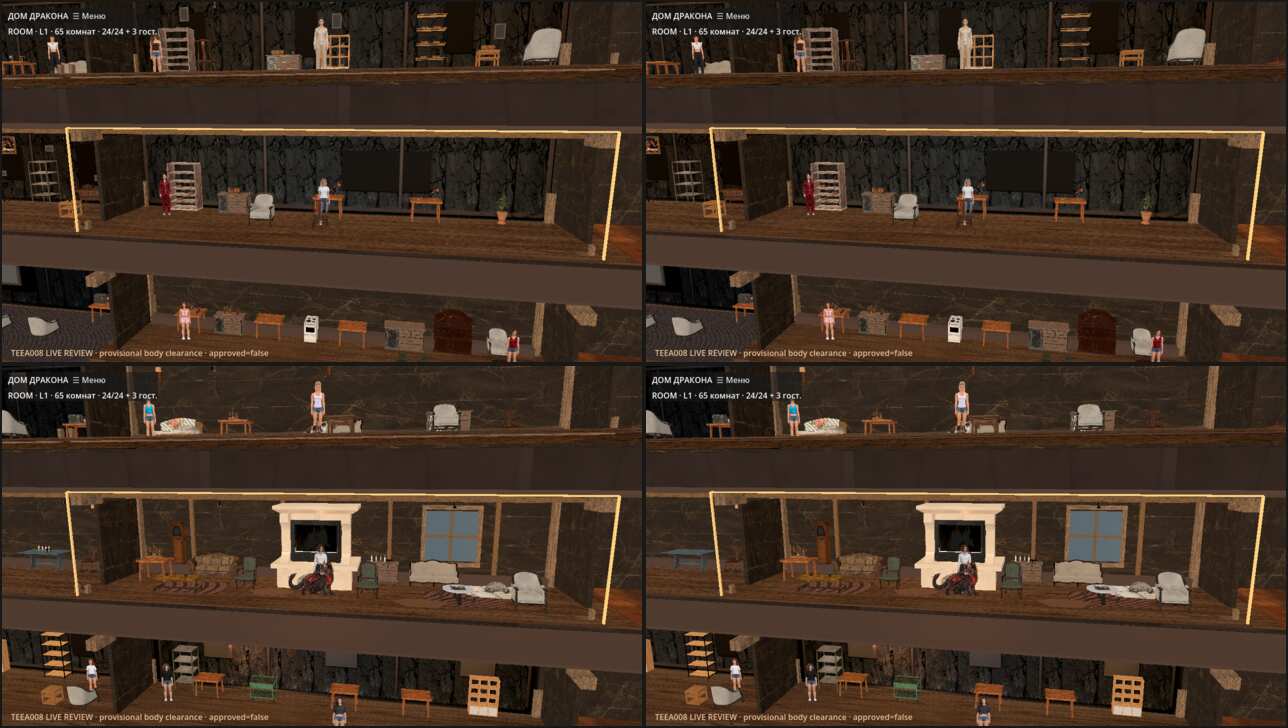 ДОМ ДРАКОНА ☰ Меню
ROOM · L1 · 65 комнат · 24/24 + 3 гост.
TEEA008 LIVE REVIEW · provisional body clearance · approved=false
ДОМ ДРАКОНА ☰ Меню
ROOM · L1 · 65 комнат · 24/24 + 3 гост.
TEEA008 LIVE REVIEW · provisional body clearance · approved=false
ДОМ ДРАКОНА ☰ Меню
ROOM · L1 · 65 комнат · 24/24 + 3 гост.
TEEA008 LIVE REVIEW · provisional body clearance · approved=false
ДОМ ДРАКОНА ☰ Меню
ROOM · L1 · 65 комнат · 24/24 + 3 гост.
TEEA008 LIVE REVIEW · provisional body clearance · approved=false